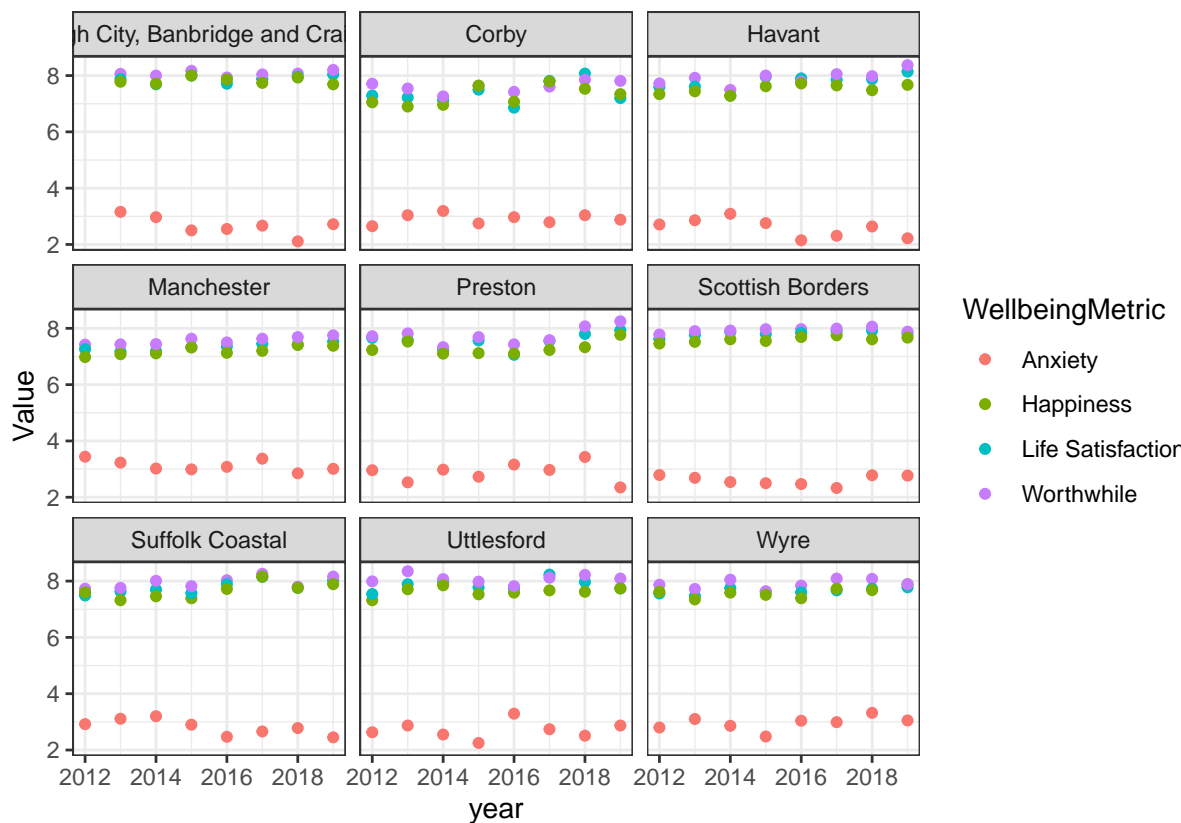 gh City, Banbridge and Crai
Corby
Havant
8
6
4
2
Manchester
Preston
Scottish Borders
8
6
4
2
Suffolk Coastal
Uttlesford
Wyre
8
6
4
2
2012 2014 2016 2018 2012 2014 2016 2018 2012 2014 2016 2018
year
Value
WellbeingMetric
Anxiety
Happiness
Life Satisfaction
Worthwhile